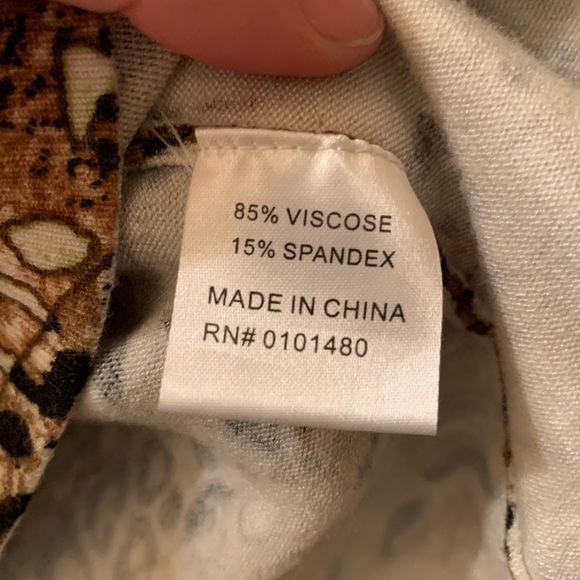 85% VISCOSE
15% SPANDEX
MADE IN CHINA
RN# 0101480